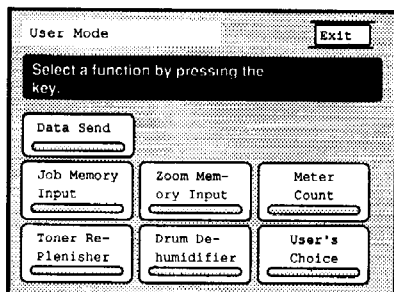 User Mode
Exit
Select a function by pressing the
key.
Data Send
Job Memory
Input
Zoom Mem-
ory Input
Meter
Count
Toner Re-
Plenisher
Drum De-
humidifier
User's
Choice